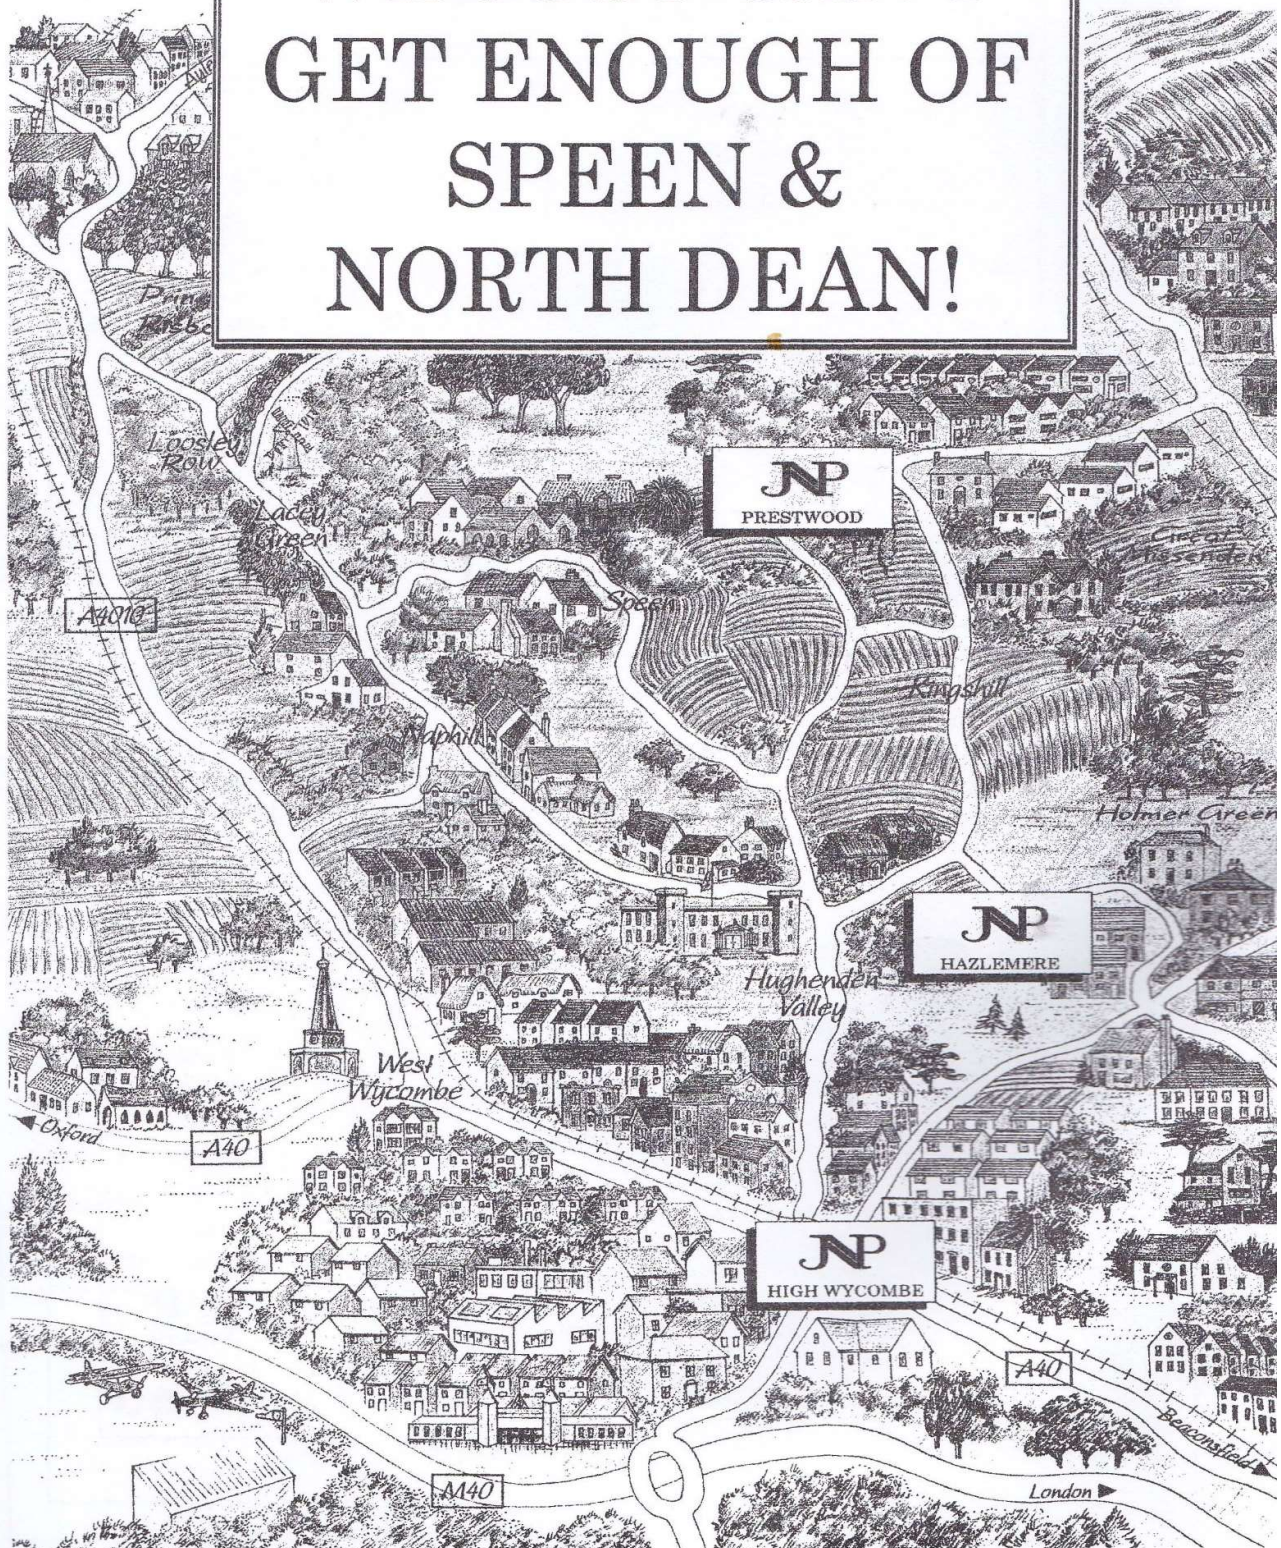 GET ENOUGH OF
SPEEN &
NORTH DEAN!
Loosley
Row
Lacey
Green
JNP
PRESTWOOD
Speen
A4010
Kingshill
Naphill
Holmer Green
JNP
HAZLEMERE
Hughenden
Valley
West
Wycombe
Oxford
A40
JNP
HIGH WYCOMBE
A40
Beaconsfield
M40
London